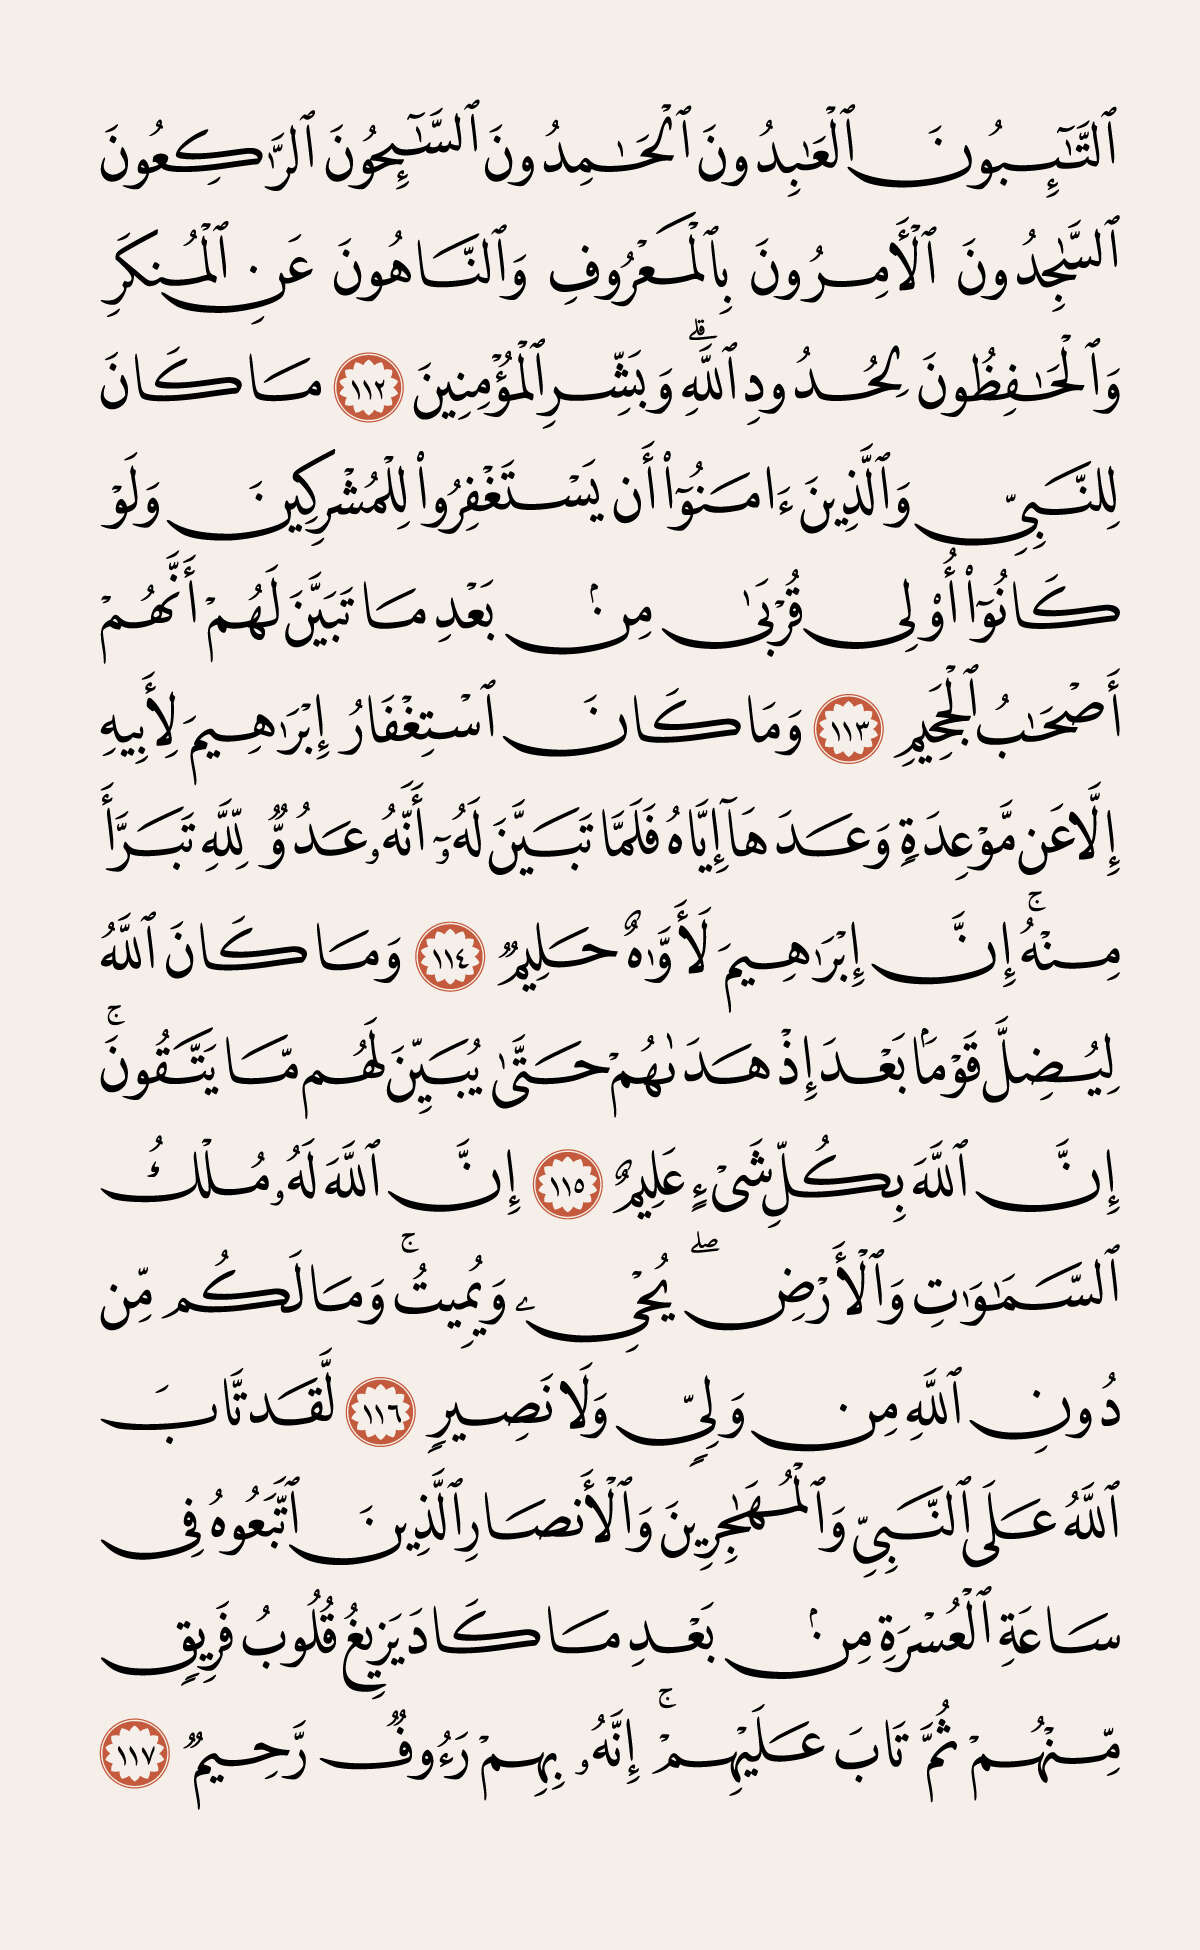 ٱلتَّٰٓئِبُونَ ٱلۡعَٰبِدُونَ ٱلۡحَٰمِدُونَ ٱلسَّٰٓئِحُونَ ٱلرَّٰكِعُونَ
ٱلسَّٰجِدُونَ ٱلۡأٓمِرُونَ بِٱلۡمَعۡرُوفِ وَٱلنَّاهُونَ عَنِ ٱلۡمُنكَرِ
وَٱلۡحَٰفِظُونَ لِحُدُودِ ٱللَّهِۗ وَبَشِّرِ ٱلۡمُؤۡمِنِينَ ١١٢ مَا كَانَ
لِلنَّبِيِّ وَٱلَّذِينَ ءَامَنُوٓاْ أَن يَسۡتَغۡفِرُواْ لِلۡمُشۡرِكِينَ وَلَوۡ
كَانُوٓاْ أُوْلِي قُرۡبَىٰ مِنۢ بَعۡدِ مَا تَبَيَّنَ لَهُمۡ أَنَّهُمۡ
أَصۡحَٰبُ ٱلۡجَحِيمِ ١١٣ وَمَا كَانَ ٱسۡتِغۡفَارُ إِبۡرَٰهِيمَ لِأَبِيهِ
إِلَّا عَن مَّوۡعِدَةٖ وَعَدَهَآ إِيَّاهُ فَلَمَّا تَبَيَّنَ لَهُۥٓ أَنَّهُۥ عَدُوّٞ لِّلَّهِ تَبَرَّأَ
مِنۡهُۚ إِنَّ إِبۡرَٰهِيمَ لَأَوَّٰهٌ حَلِيمٞ ١١٤ وَمَا كَانَ ٱللَّهُ
لِيُضِلَّ قَوۡمَۢا بَعۡدَ إِذۡ هَدَىٰهُمۡ حَتَّىٰ يُبَيِّنَ لَهُم مَّا يَتَّقُونَۚ
إِنَّ ٱللَّهَ بِكُلِّ شَيۡءٍ عَلِيمٌ ١١٥ إِنَّ ٱللَّهَ لَهُۥ مُلۡكُ
ٱلسَّمَٰوَٰتِ وَٱلۡأَرۡضِۖ يُحۡيِۦ وَيُمِيتُۚ وَمَا لَكُم مِّن
دُونِ ٱللَّهِ مِن وَلِيّٖ وَلَا نَصِيرٖ ١١٦ لَّقَد تَّابَ
ٱللَّهُ عَلَى ٱلنَّبِيِّ وَٱلۡمُهَٰجِرِينَ وَٱلۡأَنصَارِ ٱلَّذِينَ ٱتَّبَعُوهُ فِي
سَاعَةِ ٱلۡعُسۡرَةِ مِنۢ بَعۡدِ مَا كَادَ يَزِيغُ قُلُوبُ فَرِيقٖ
مِّنۡهُمۡ ثُمَّ تَابَ عَلَيۡهِمۡۚ إِنَّهُۥ بِهِمۡ رَءُوفٞ رَّحِيمٞ ١١٧